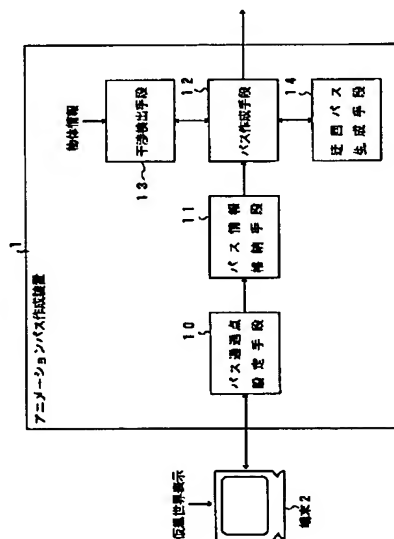 1
アニメーションパス作成装置
物体情報
干渉検出手段
13
12
パス作成手段
14
迂回パス
生成手段
11
パス情報
格納手段
10
パス通過点
設定手段
仮想世界表示
端末2